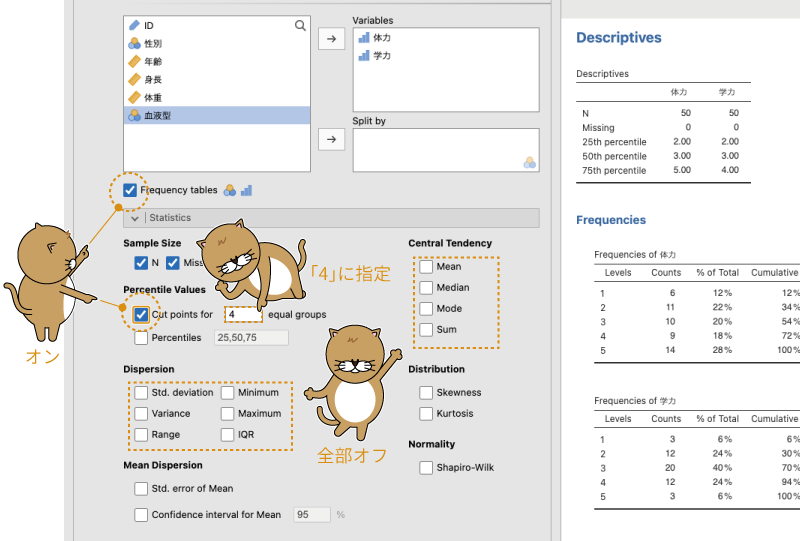 ID
性別
年齢
身長
体重
血液型
Variables
体力
学力
Split by
Frequency tables
Statistics
Sample Size
N Miss
Percentile Values
Cut points for 4 equal groups
Percentiles 25,50,75
Dispersion
Std. deviation Minimum
Variance Maximum
Range IQR
Mean Dispersion
Std. error of Mean
Confidence interval for Mean 95 %
Central Tendency
Mean
Median
Mode
Sum
Distribution
Skewness
Kurtosis
Normality
Shapiro-Wilk
オン
「4」に指定
全部オフ
Descriptives
Descriptives
体力 学力
N 50 50
Missing 0 0
25th percentile 2.00 2.00
50th percentile 3.00 3.00
75th percentile 5.00 4.00
Frequencies
Frequencies of 体力
Levels Counts % of Total Cumulative
1 6 12% 12%
2 11 22% 34%
3 10 20% 54%
4 9 18% 72%
5 14 28% 100%
Frequencies of 学力
Levels Counts % of Total Cumulative
1 3 6% 6%
2 12 24% 30%
3 20 40% 70%
4 12 24% 94%
5 3 6% 100%